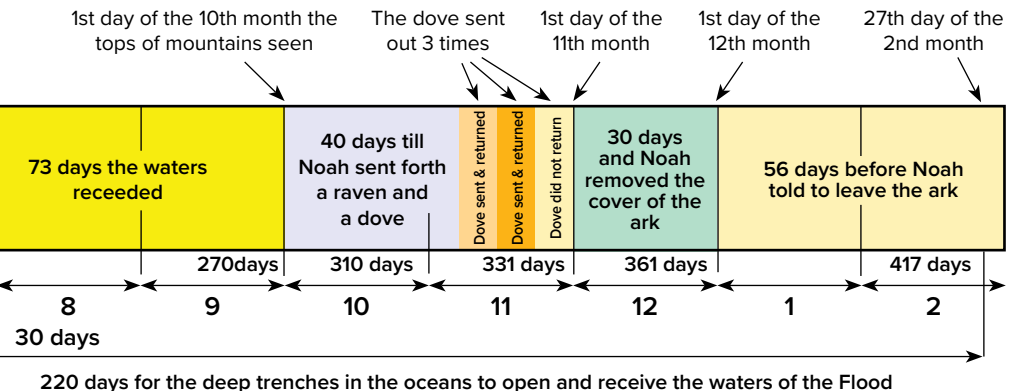 1st day of the 10th month the
tops of mountains seen
The dove sent
out 3 times
1st day of the
11th month
1st day of the
12th month
27th day of the
2nd month
73 days the waters
receeded
40 days till
Noah sent forth
a raven and
a dove
Dove sent & returned
Dove sent & returned
Dove did not return
30 days
and Noah
removed the
cover of the
ark
56 days before Noah
told to leave the ark
270days
310 days
331 days
361 days
417 days
8
9
10
11
12
1
2
30 days
220 days for the deep trenches in the oceans to open and receive the waters of the Flood